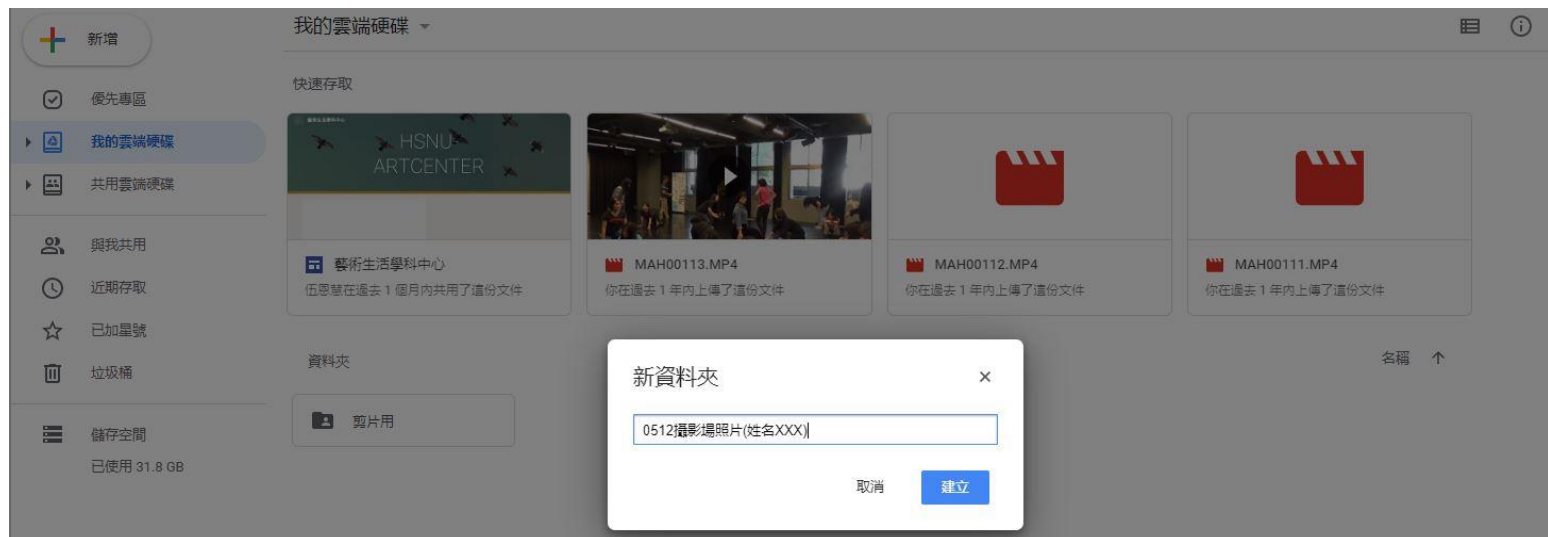 新增
我的雲端硬碟
快速存取
優先專區
我的雲端硬碟
共用雲端硬碟
與我共用
近期存取
已加星號
垃圾桶
儲存空間
已使用 31.8 GB
HSNU
ARTCENTER
藝術生活學科中心
伍恩慧在過去 1 個月內共用了這份文件
MAH00113.MP4
你在過去 1 年內上傳了這份文件
MAH00112.MP4
你在過去 1 年內上傳了這份文件
MAH00111.MP4
你在過去 1 年內上傳了這份文件
資料夾
名稱
剪片用
新資料夾
0512攝影場照片(姓名XXX)
取消
建立